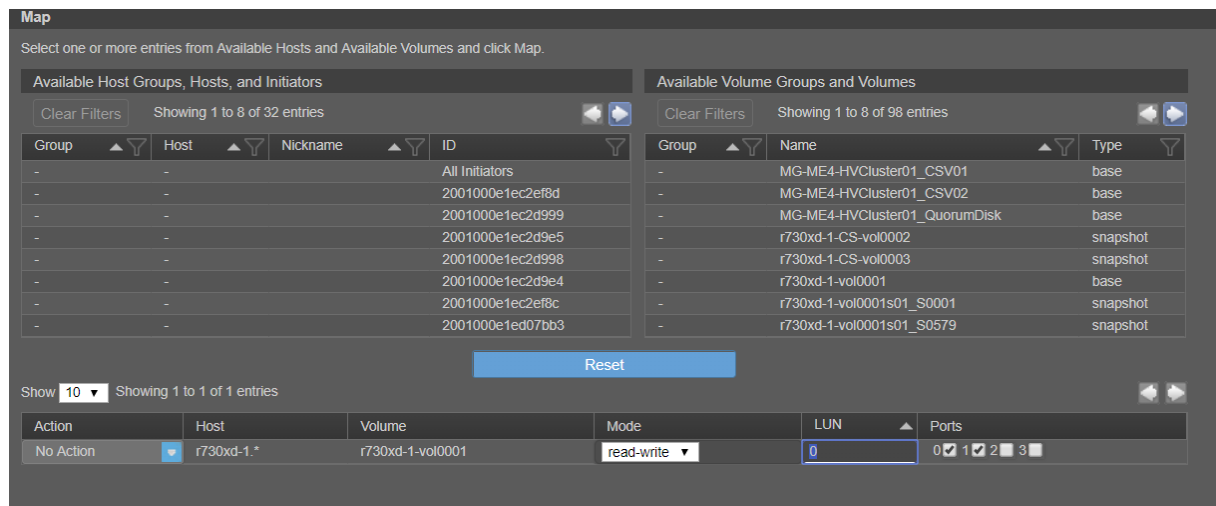 Map
Select one or more entries from Available Hosts and Available Volumes and click Map.
Available Host Groups, Hosts, and Initiators
Clear Filters Showing 1 to 8 of 32 entries
Group Host Nickname ID
- - All Initiators
- - 2001000e1ec2ef8d
- - 2001000e1ec2d999
- - 2001000e1ec2d9e5
- - 2001000e1ec2d998
- - 2001000e1ec2d9e4
- - 2001000e1ec2ef8c
- - 2001000e1ed07bb3
Available Volume Groups and Volumes
Clear Filters Showing 1 to 8 of 98 entries
Group Name Type
- MG-ME4-HVCluster01_CSV01 base
- MG-ME4-HVCluster01_CSV02 base
- MG-ME4-HVCluster01_QuorumDisk base
- r730xd-1-CS-vol0002 snapshot
- r730xd-1-CS-vol0003 snapshot
- r730xd-1-vol0001 base
- r730xd-1-vol0001s01_S0001 snapshot
- r730xd-1-vol0001s01_S0579 snapshot
Reset
Show 10 Showing 1 to 1 of 1 entries
Action Host Volume Mode LUN Ports
No Action r730xd-1.* r730xd-1-vol0001 read-write 0 0 1 2 3